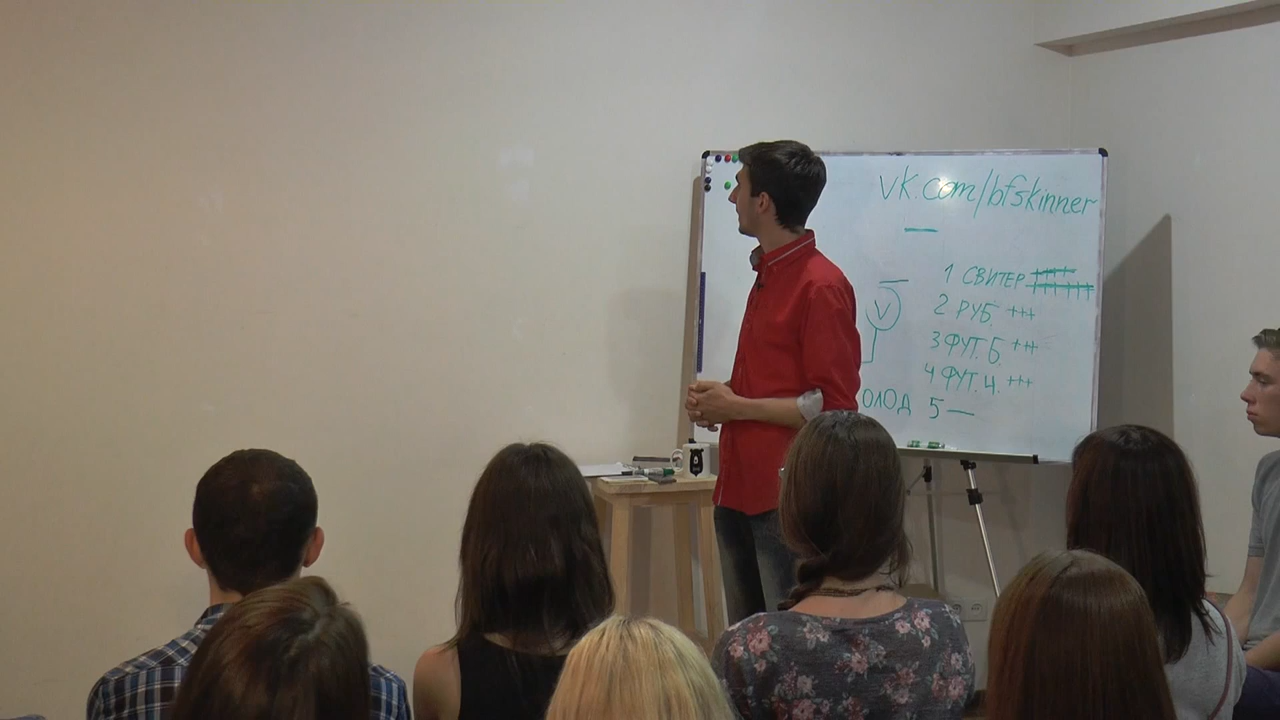 vk.com/bfskinner
1 СВИТЕР
2 РУБ. +++
V
3 ФУТ. Б. +++
4 ФУТ. Ч. +++
ОЛОД 5 —